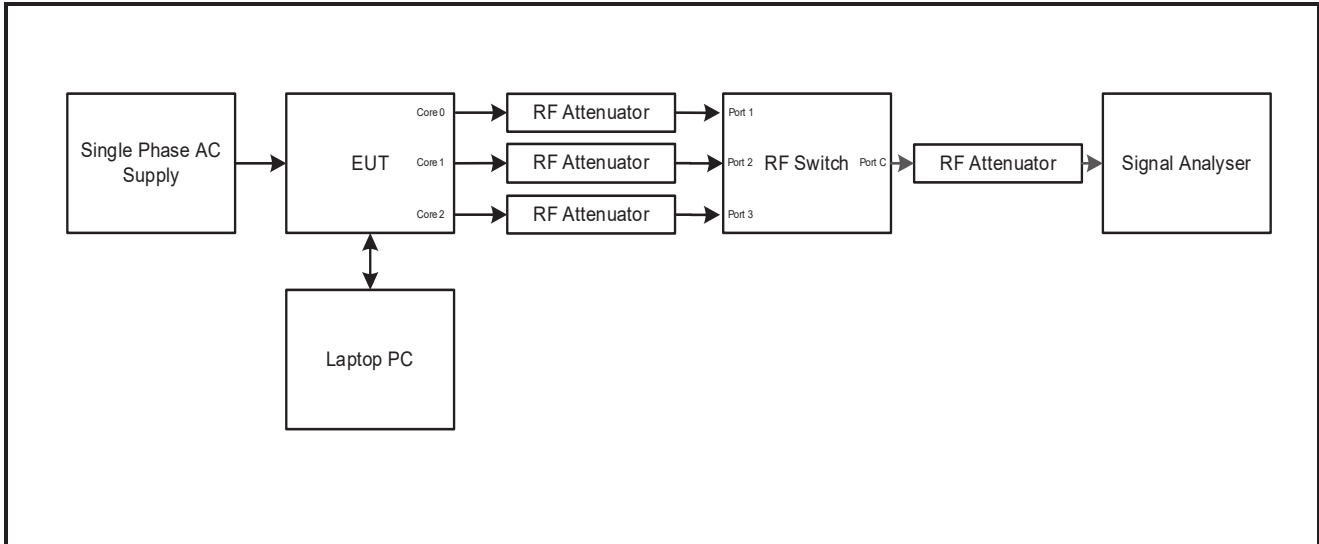 Single Phase AC
Supply
EUT
Core 0
Core 1
Core 2
RF Attenuator
RF Attenuator
RF Attenuator
Port 1
Port 2
Port 3
RF Switch
Port C
RF Attenuator
Signal Analyser
Laptop PC